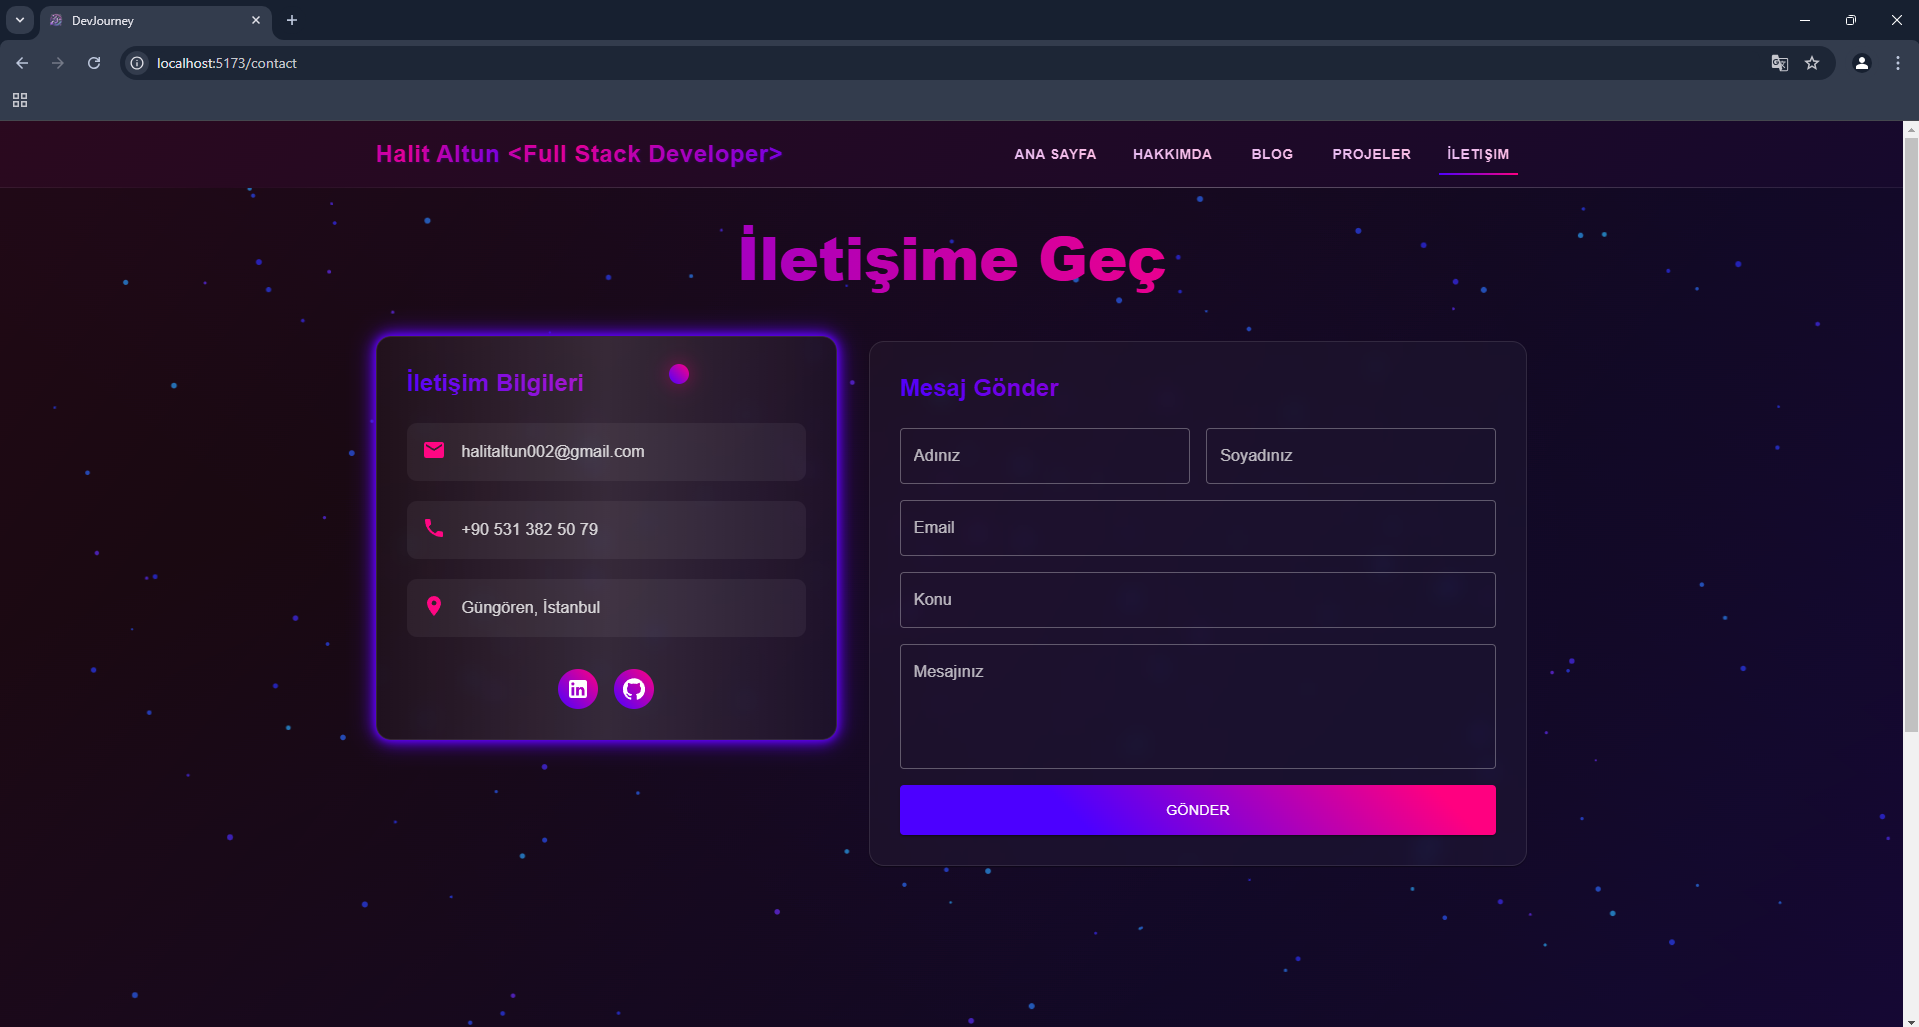 DevJourney
localhost:5173/contact
Halit Altun <Full Stack Developer>
ANA SAYFA
HAKKIMDA
BLOG
PROJELER
İLETIŞIM
İletişime Geç
İletişim Bilgileri
halitaltun002@gmail.com
+90 531 382 50 79
Güngören, İstanbul
in
Mesaj Gönder
Adınız
Soyadınız
Email
Konu
Mesajınız
GÖNDER